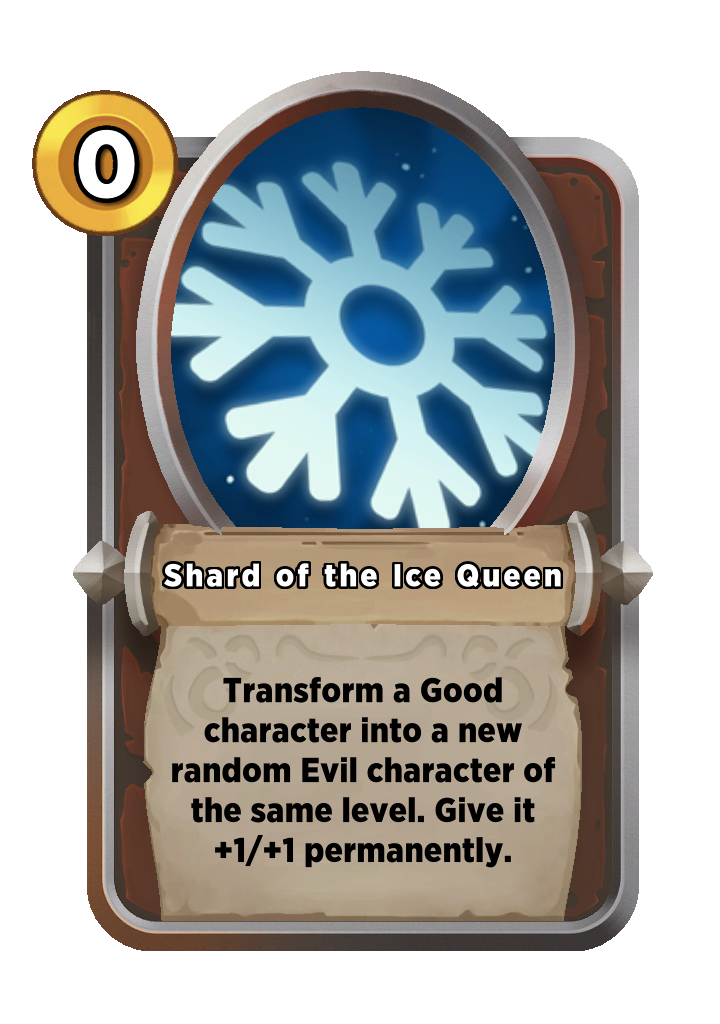 0
Shard of the Ice Queen
Transform a Good
character into a new
random Evil character of
the same level. Give it
+1/+1 permanently.